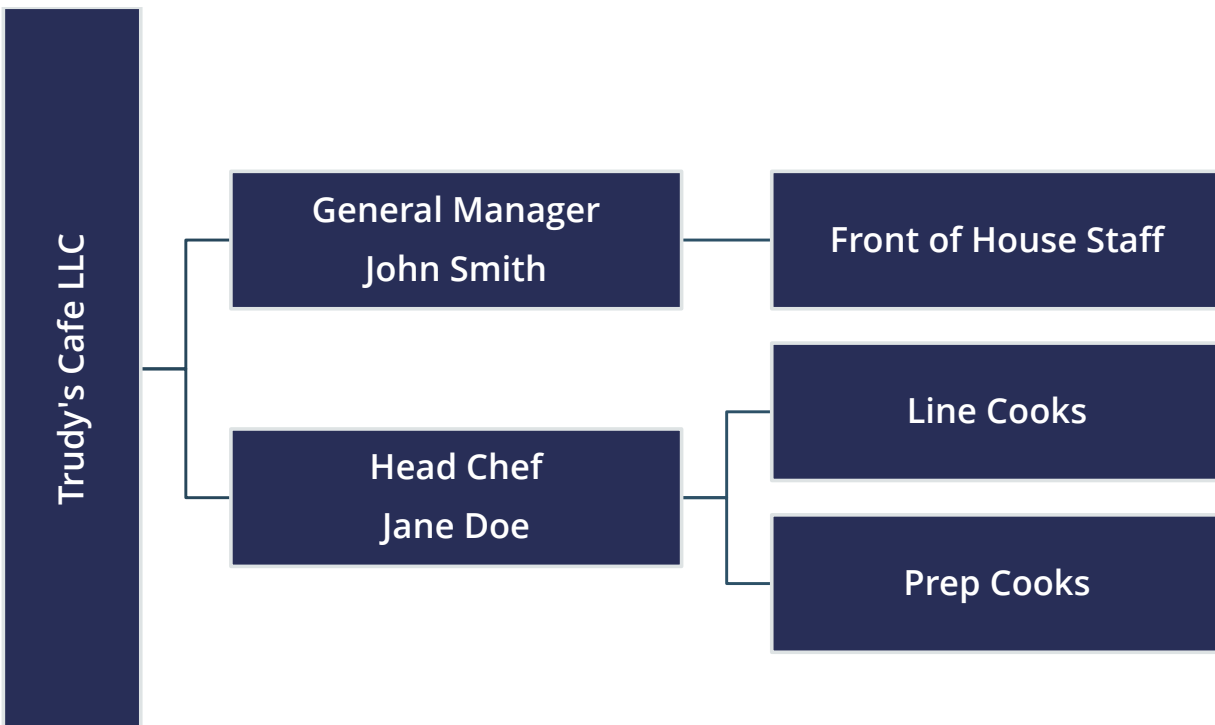 Trudy's Cafe LLC
General Manager
John Smith
Front of House Staff
Head Chef
Jane Doe
Line Cooks
Prep Cooks